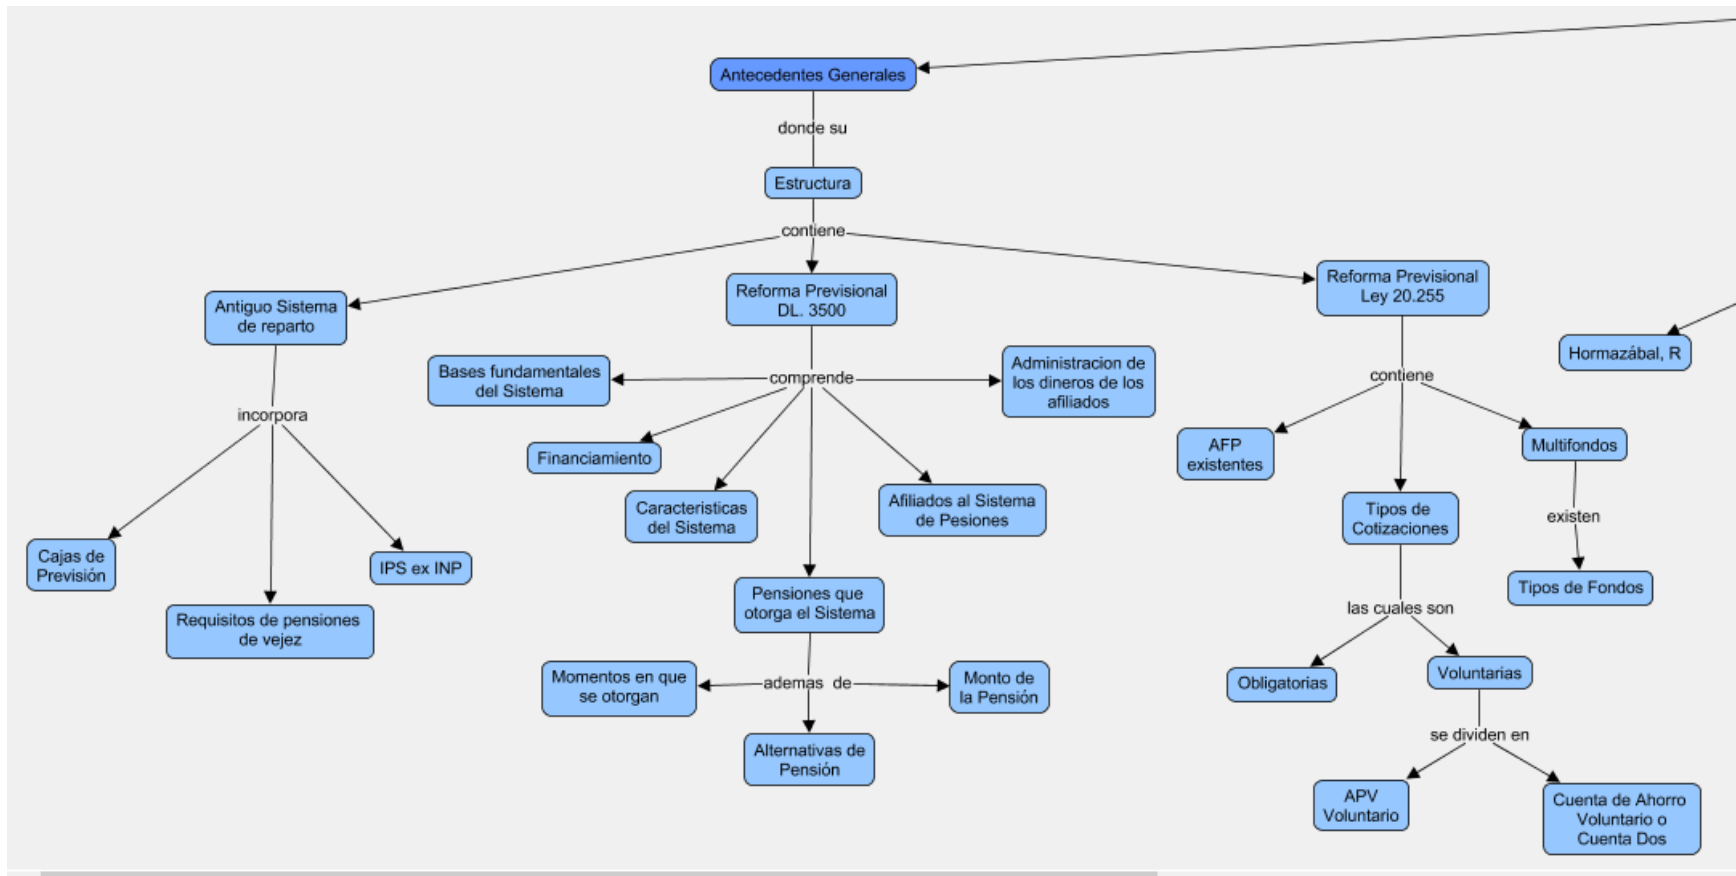 Antecedentes Generales
donde su
Estructura
contiene
Antiguo Sistema
de reparto
incorpora
Cajas de
Previsión
Requisitos de pensiones
de vejez
IPS ex INP
Reforma Previsional
DL. 3500
comprende
Bases fundamentales
del Sistema
Financiamiento
Caracteristicas
del Sistema
Pensiones que
otorga el Sistema
Afiliados al Sistema
de Pesiones
Administracion de
los dineros de los
afiliados
ademas de
Momentos en que
se otorgan
Alternativas de
Pensión
Monto de
la Pensión
Reforma Previsional
Ley 20.255
contiene
AFP
existentes
Tipos de
Cotizaciones
Multifondos
existen
Tipos de Fondos
las cuales son
Obligatorias
Voluntarias
se dividen en
APV
Voluntario
Cuenta de Ahorro
Voluntario o
Cuenta Dos
Hormazábal, R